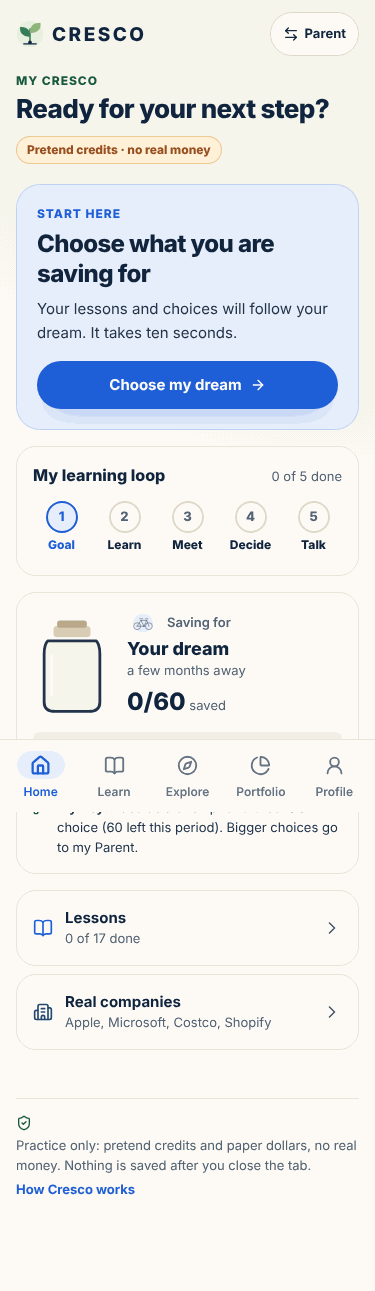 CRESCO
Parent
MY CRESCO
Ready for your next step?
Pretend credits · no real money
START HERE
Choose what you are
saving for
Your lessons and choices will follow your
dream. It takes ten seconds.
Choose my dream
My learning loop
0 of 5 done
1
2
3
4
5
Goal
Learn
Meet
Decide
Talk
Saving for
Your dream
a few months away
0/60 saved
Home
Learn
Explore
Portfolio
Profile
choice (60 left this period). Bigger choices go
to my Parent.
Lessons
0 of 17 done
Real companies
Apple, Microsoft, Costco, Shopify
Practice only: pretend credits and paper dollars, no real
money. Nothing is saved after you close the tab.
How Cresco works